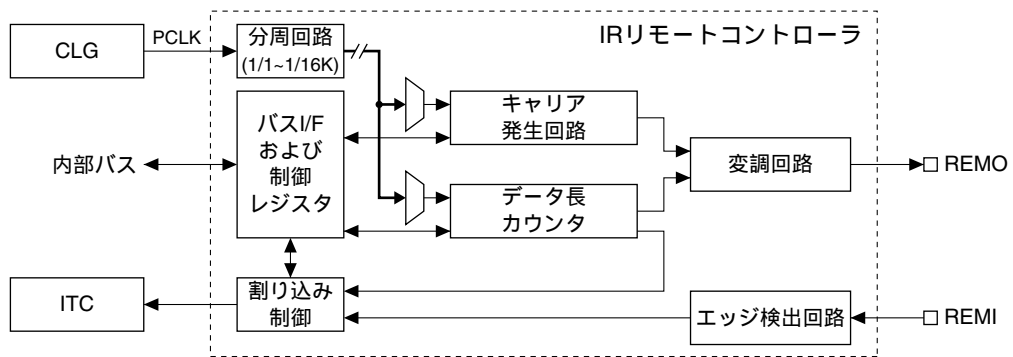 IRリモートコントローラ
CLG
PCLK
分周回路
(1/1~1/16K)
キャリア
発生回路
バスI/F
および
制御
レジスタ
内部バス
変調回路
REMO
データ長
カウンタ
ITC
割り込み
制御
エッジ検出回路
REMI